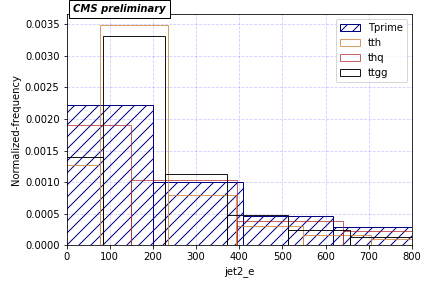 CMS preliminary
0.0035
0.0030
0.0025
0.0020
0.0015
0.0010
0.0005
0.0000
Normalized-frequency
Tprime
tth
thq
ttgg
0 100 200 300 400 500 600 700 800
jet2_e